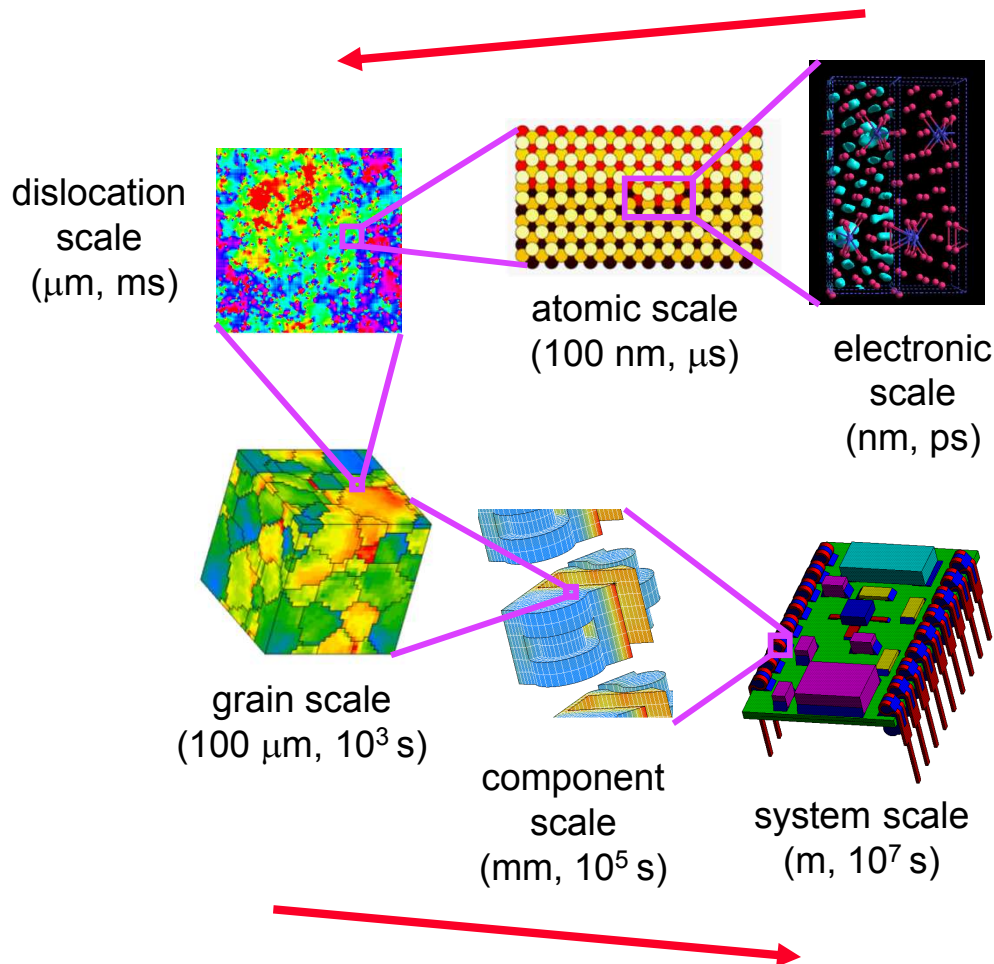 dislocation
scale
(μm, ms)
atomic scale
(100 nm, μs)
electronic
scale
(nm, ps)
grain scale
(100 μm, 10³ s)
component
scale
(mm, 10⁵ s)
system scale
(m, 10⁷ s)